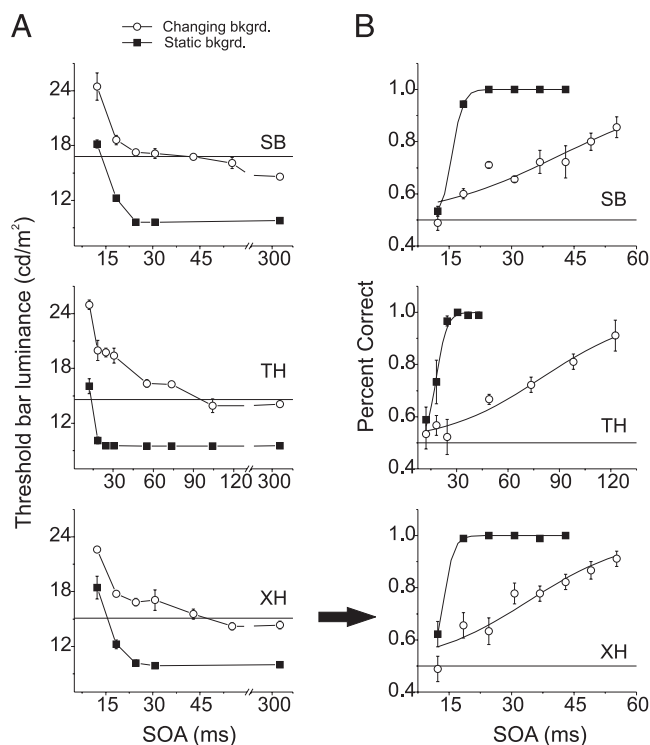 A
B
Changing bkgrd.
Static bkgrd.
Threshold bar luminance (cd/m²)
24
18
12
SB
15 30 45 300
24
18
12
TH
30 60 90 120 300
24
18
12
XH
15 30 45 300
SOA (ms)
Percent Correct
1.0
0.8
0.6
0.4
SB
15 30 45 60
1.0
0.8
0.6
0.4
TH
0 30 60 90 120
1.0
0.8
0.6
0.4
XH
15 30 45 60
SOA (ms)